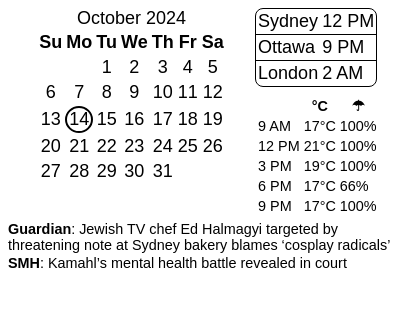 October 2024
Su Mo Tu We Th Fr Sa
1 2 3 4 5
6 7 8 9 10 11 12
13 14 15 16 17 18 19
20 21 22 23 24 25 26
27 28 29 30 31
Sydney 12 PM
Ottawa 9 PM
London 2 AM
°C ☂
9 AM 17°C 100%
12 PM 21°C 100%
3 PM 19°C 100%
6 PM 17°C 66%
9 PM 17°C 100%
Guardian: Jewish TV chef Ed Halmagyi targeted by
threatening note at Sydney bakery blames ‘cosplay radicals’
SMH: Kamahl’s mental health battle revealed in court